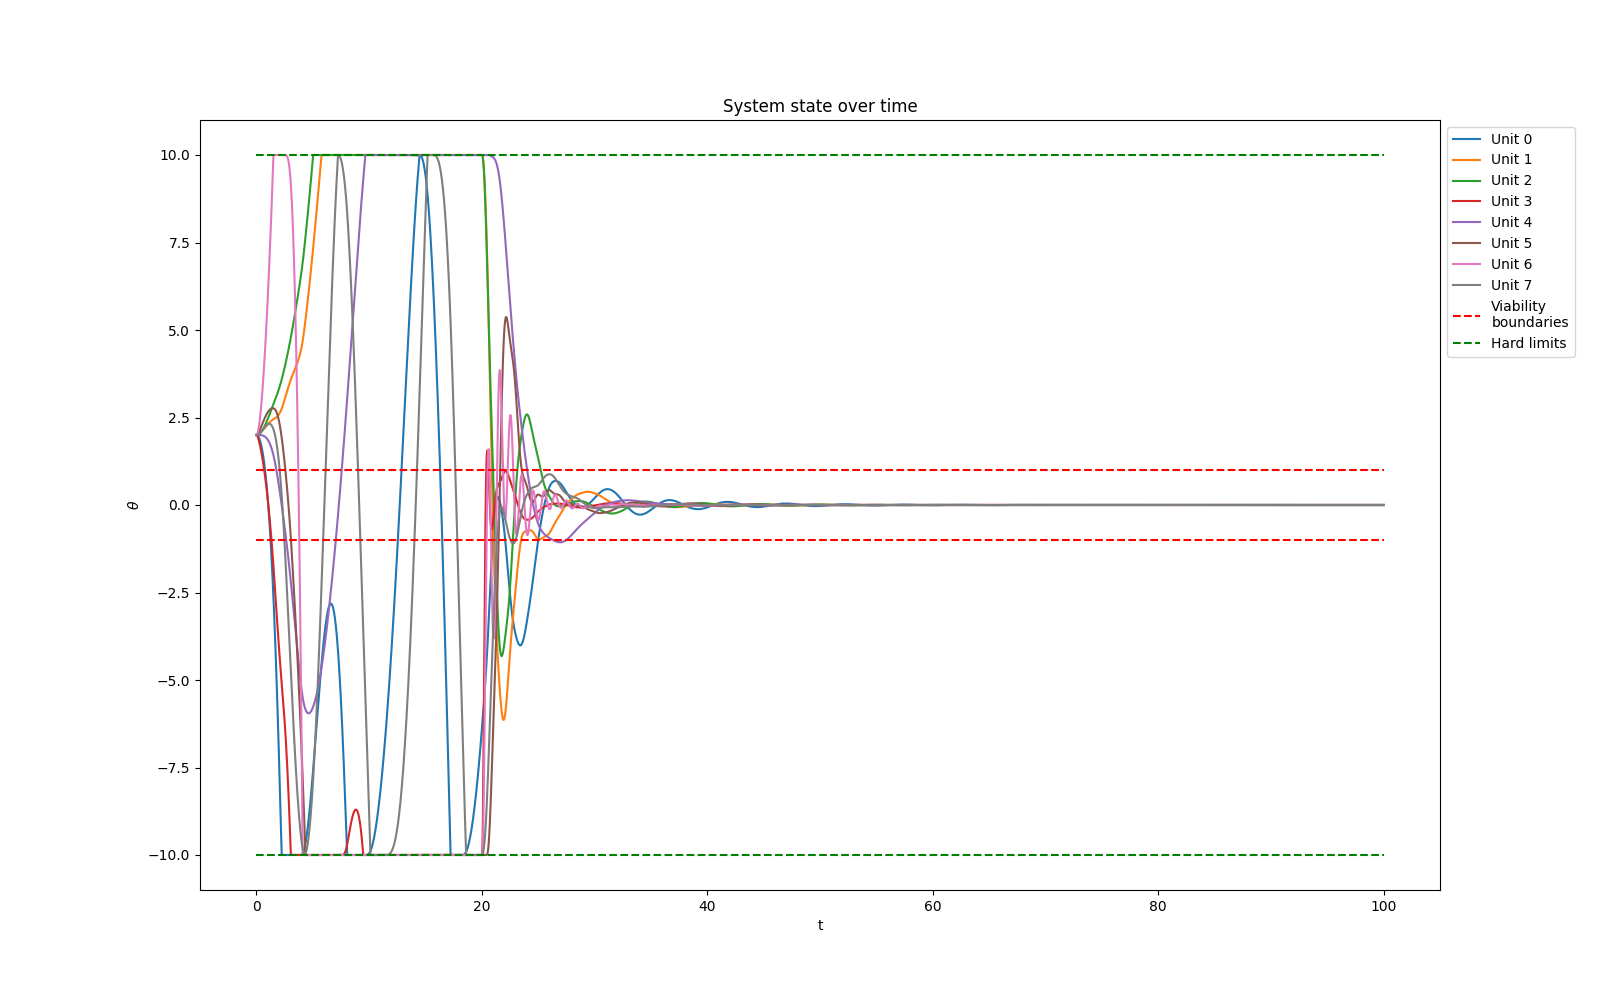 System state over time
10.0
7.5
5.0
2.5
0.0
−2.5
−5.0
−7.5
−10.0
θ
0
20
40
60
80
100
t
Unit 0
Unit 1
Unit 2
Unit 3
Unit 4
Unit 5
Unit 6
Unit 7
Viability
boundaries
Hard limits